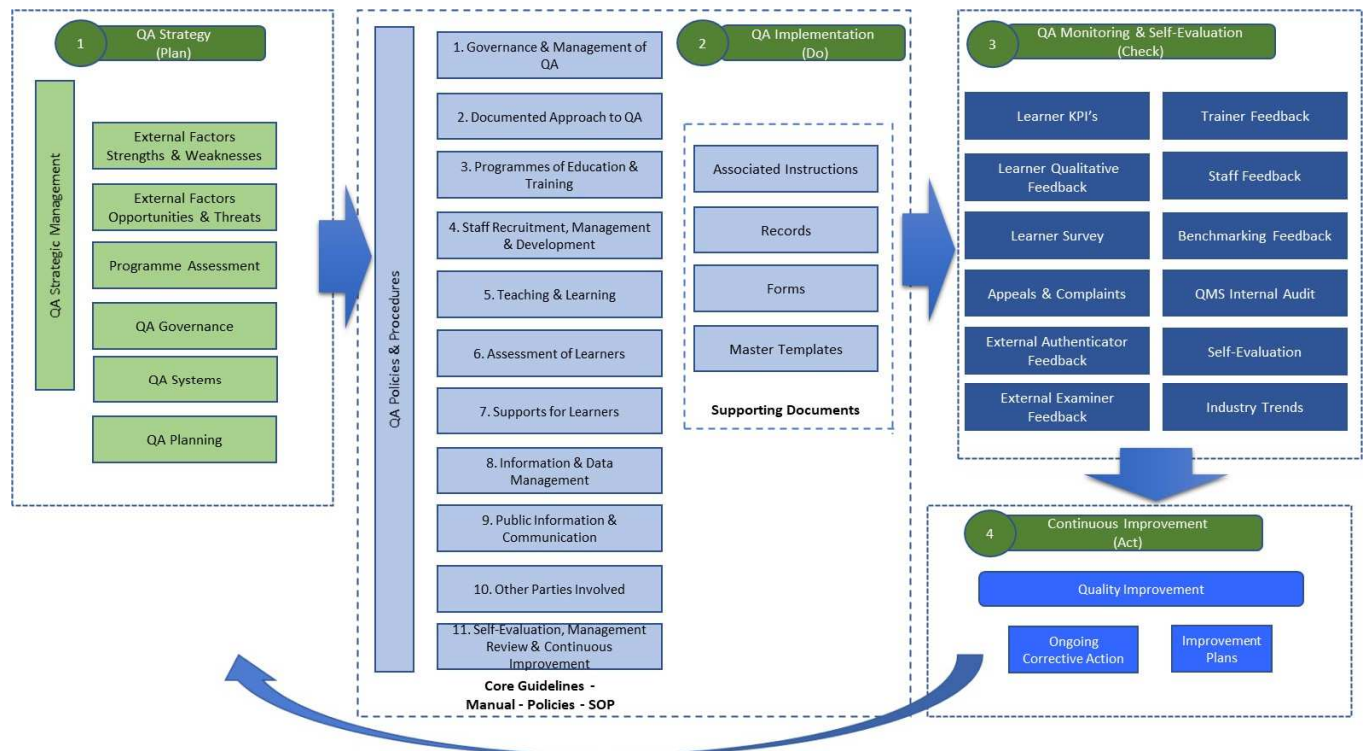 1
QA Strategy
(Plan)
QA Strategic Management
External Factors
Strengths & Weaknesses
External Factors
Opportunities & Threats
Programme Assessment
QA Governance
QA Systems
QA Planning
QA Policies & Procedures
1. Governance & Management of
QA
2. Documented Approach to QA
3. Programmes of Education &
Training
4. Staff Recruitment, Management
& Development
5. Teaching & Learning
6. Assessment of Learners
7. Supports for Learners
8. Information & Data
Management
9. Public Information &
Communication
10. Other Parties Involved
11. Self-Evaluation, Management
Review & Continuous
Improvement
Core Guidelines -
Manual - Policies - SOP
2
QA Implementation
(Do)
Associated Instructions
Records
Forms
Master Templates
Supporting Documents
3
QA Monitoring & Self-Evaluation
(Check)
Learner KPI's
Trainer Feedback
Learner Qualitative
Feedback
Staff Feedback
Learner Survey
Benchmarking Feedback
Appeals & Complaints
QMS Internal Audit
External Authenticator
Feedback
Self-Evaluation
External Examiner
Feedback
Industry Trends
4
Continuous Improvement
(Act)
Quality Improvement
Ongoing
Corrective Action
Improvement
Plans